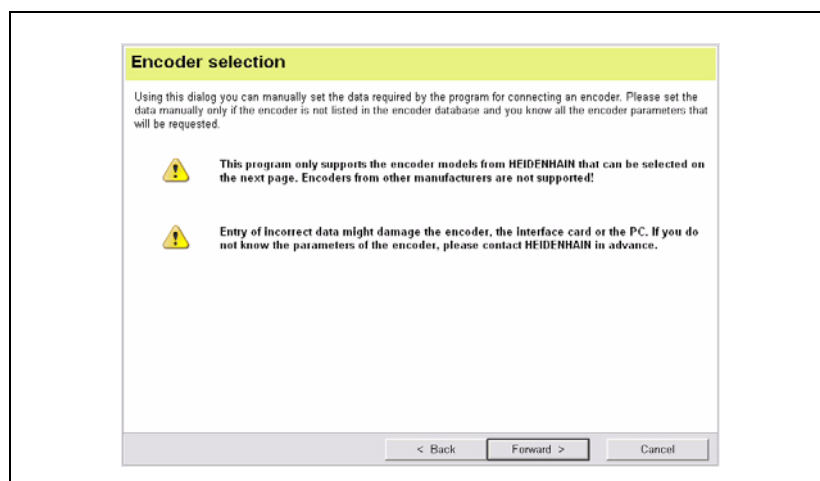 Encoder selection
Using this dialog you can manually set the data required by the program for connecting an encoder. Please set the
data manually only if the encoder is not listed in the encoder database and you know all the encoder parameters that
will be requested.
This program only supports the encoder models from HEIDENHAIN that can be selected on
the next page. Encoders from other manufacturers are not supported!
Entry of incorrect data might damage the encoder, the interface card or the PC. If you do
not know the parameters of the encoder, please contact HEIDENHAIN in advance.
< Back Forward > Cancel